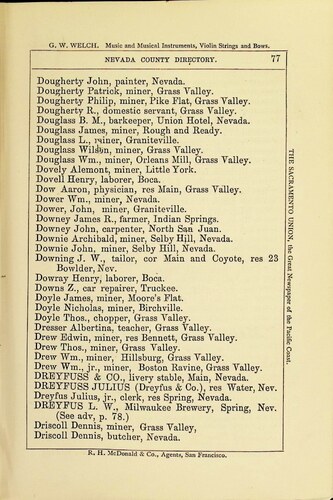 G. W. WELCH. Music and Musical Instruments, Violin Strings and Bows.
NEVADA COUNTY DIRECTORY. 77
Dougherty John, painter, Nevada.
Dougherty Patrick, miner, Grass Valley.
Dougherty Philip, miner, Pike Flat, Grass Valley.
Dougherty R., domestic servant, Grass Valley.
Douglass B. M., barkeeper, Union Hotel, Nevada.
Douglass James, miner, Rough and Ready.
Douglass L., miner, Graniteville.
Douglass Wilson, miner, Grass Valley.
Douglass Wm., miner, Orleans Mill, Grass Valley.
Dovely Alemont, miner, Little York.
Dovell Henry, laborer, Boca.
Dow Aaron, physician, res Main, Grass Valley.
Dower Wm., miner, Nevada.
Dower, John, miner, Graniteville.
Downey James R., farmer, Indian Springs.
Downey John, carpenter, North San Juan.
Downie Archibald, miner, Selby Hill, Nevada.
Downie John, miner, Selby Hill, Nevada.
Downing J. W., tailor, cor Main and Coyote, res 23
Bowlder, Nev.
Dowray Henry, laborer, Boca.
Downs Z., car repairer, Truckee.
Doyle James, miner, Moore's Flat.
Doyle Nicholas, miner, Birchville.
Doyle Thos., chopper, Grass Valley.
Dresser Albertina, teacher, Grass Valley.
Drew Edwin, miner, res Bennett, Grass Valley.
Drew Thos., miner, Grass Valley.
Drew Wm., miner, Hillsburg, Grass Valley.
Drew Wm., jr., miner, Boston Ravine, Grass Valley.
DREYFUSS & CO., livery stable, Main, Nevada.
DREYFUSS JULIUS (Dreyfus & Co.), res Water, Nev.
Dreyfus Julius, jr., clerk, res Spring, Nevada.
DREYFUS L. W., Milwaukee Brewery, Spring, Nev.
(See adv, p. 78.)
Driscoll Dennis, miner, Grass Valley,
Driscoll Dennis, butcher, Nevada.
R. H. McDonald & Co., Agents, San Francisco.
THE SACRAMENTO UNION, the Great Newspaper of the Pacific Coast.